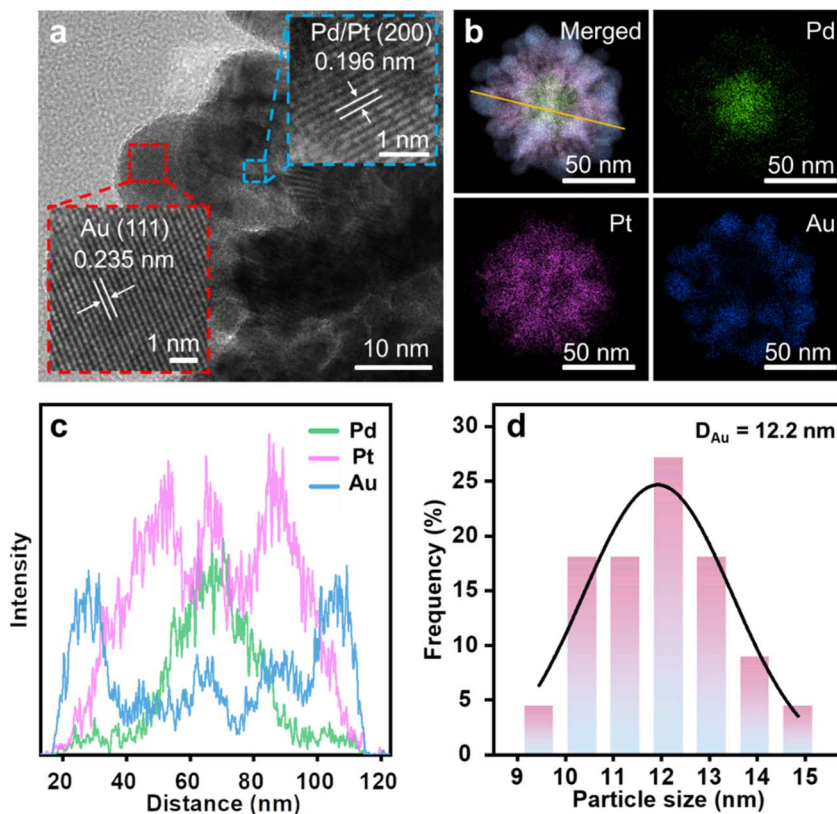 a
Pd/Pt (200)
0.196 nm
1 nm
Au (111)
0.235 nm
1 nm
10 nm
b
Merged
50 nm
Pd
50 nm
Pt
50 nm
Au
50 nm
c
Pd
Pt
Au
Intensity
20 40 60 80 100 120
Distance (nm)
d
D_Au = 12.2 nm
30
25
20
15
10
5
0
Frequency (%)
9 10 11 12 13 14 15
Particle size (nm)